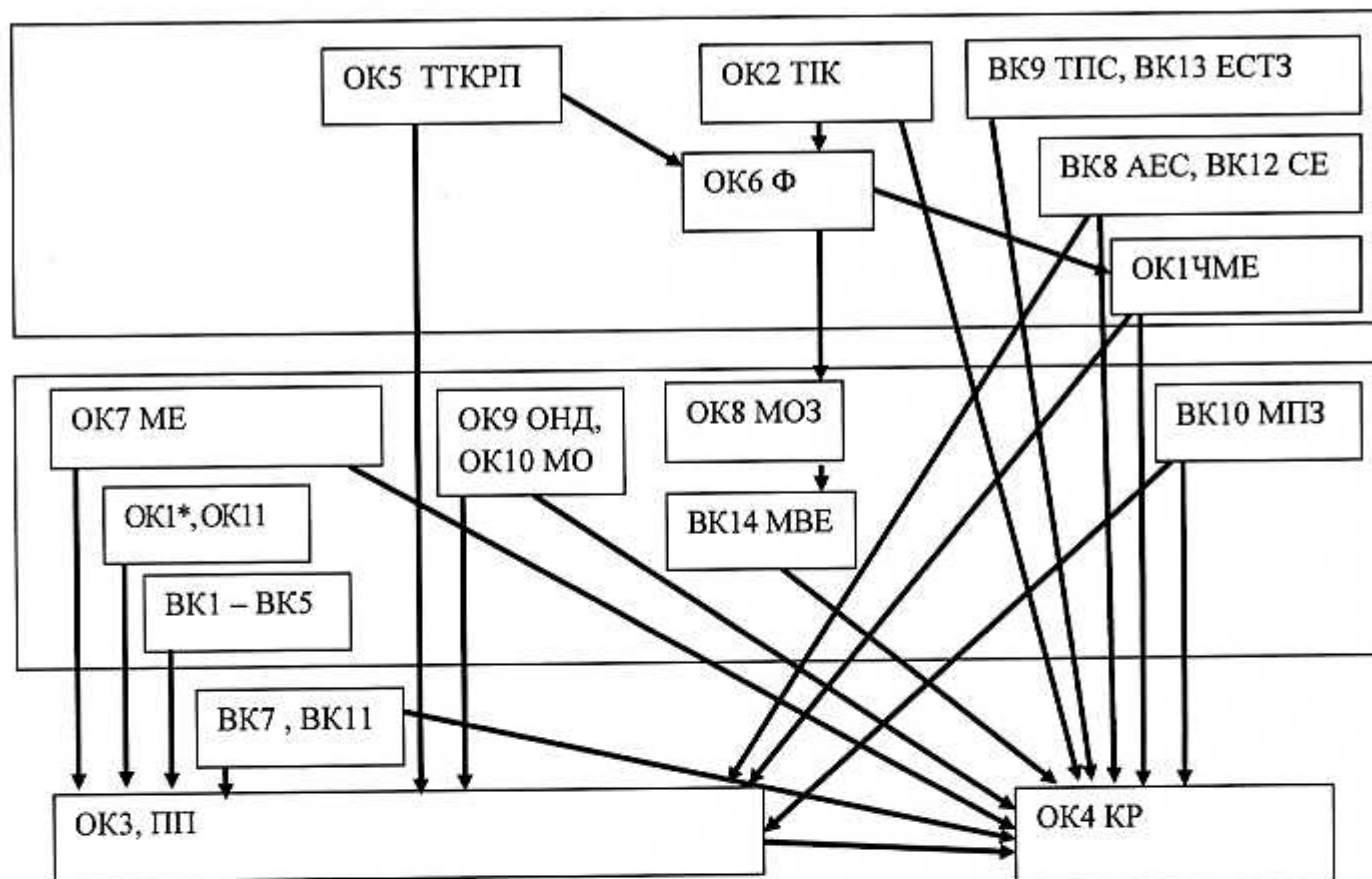 ОК5 ТТКРП
ОК2 ТІК
ВК9 ТПС, ВК13 ЕСТЗ
ОК6 Ф
ВК8 АЕС, ВК12 СЕ
ОК1ЧМЕ
ОК7 МЕ
ОК9 ОНД,
ОК10 МО
ОК8 МОЗ
ВК10 МПЗ
ОК1*, ОК11
ВК14 МВЕ
ВК1 – ВК5
ВК7 , ВК11
ОК3, ПП
ОК4 КР